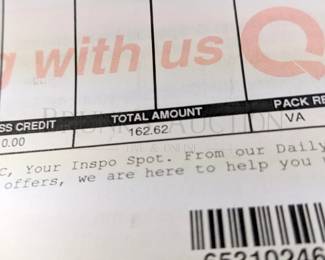 g with us Q
SS CREDIT TOTAL AMOUNT PACK RE
0.00 162.62 VA
C, Your Inspo Spot. From our Daily
offers, we are here to help you
65310246